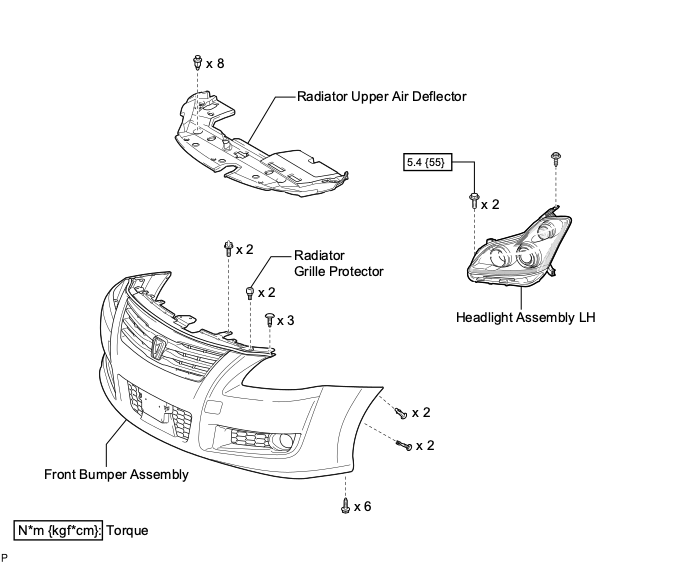 x 8
Radiator Upper Air Deflector
5.4 {55}
x 2
x 2
Radiator
Grille Protector
x 2
x 3
Headlight Assembly LH
x 2
x 2
Front Bumper Assembly
x 6
N*m {kgf*cm}: Torque
P